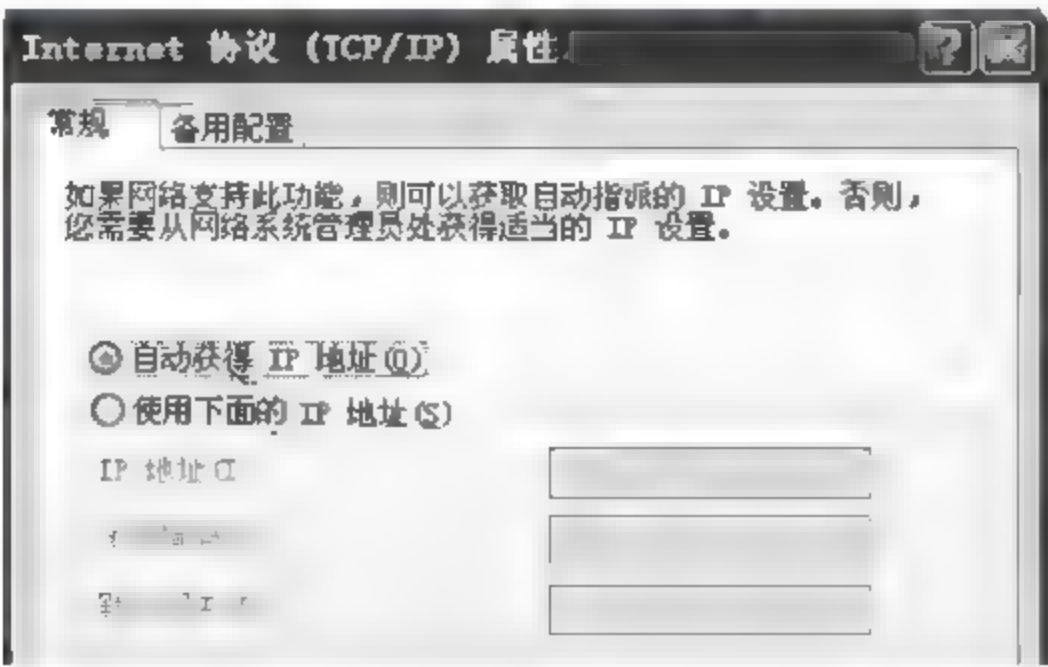 Internet 协议 (TCP/IP) 属性
常规
备用配置
如果网络支持此功能，则可以获取自动指派的 IP 设置。否则，
您需要从网络系统管理员处获得适当的 IP 设置。
自动获得 IP 地址(O)
使用下面的 IP 地址(S)
IP 地址(I